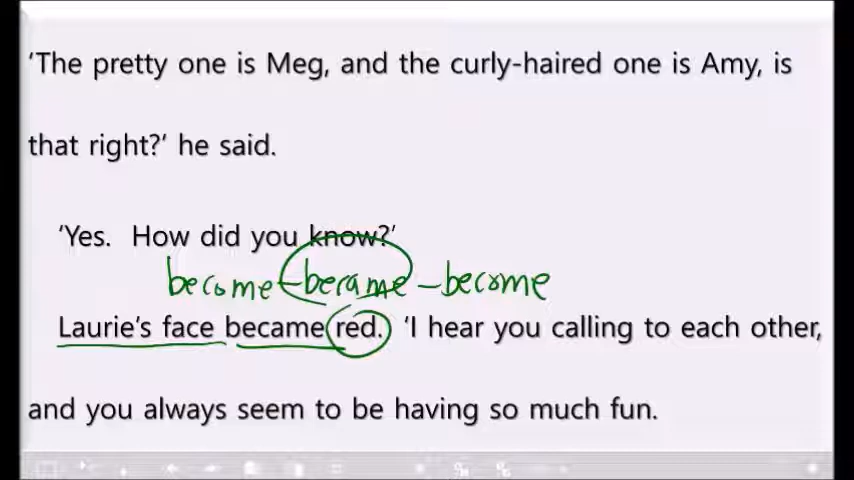 ‘The pretty one is Meg, and the curly-haired one is Amy, is
that right?’ he said.
‘Yes. How did you know?’
become – became – become
Laurie’s face became red. ‘I hear you calling to each other,
and you always seem to be having so much fun.